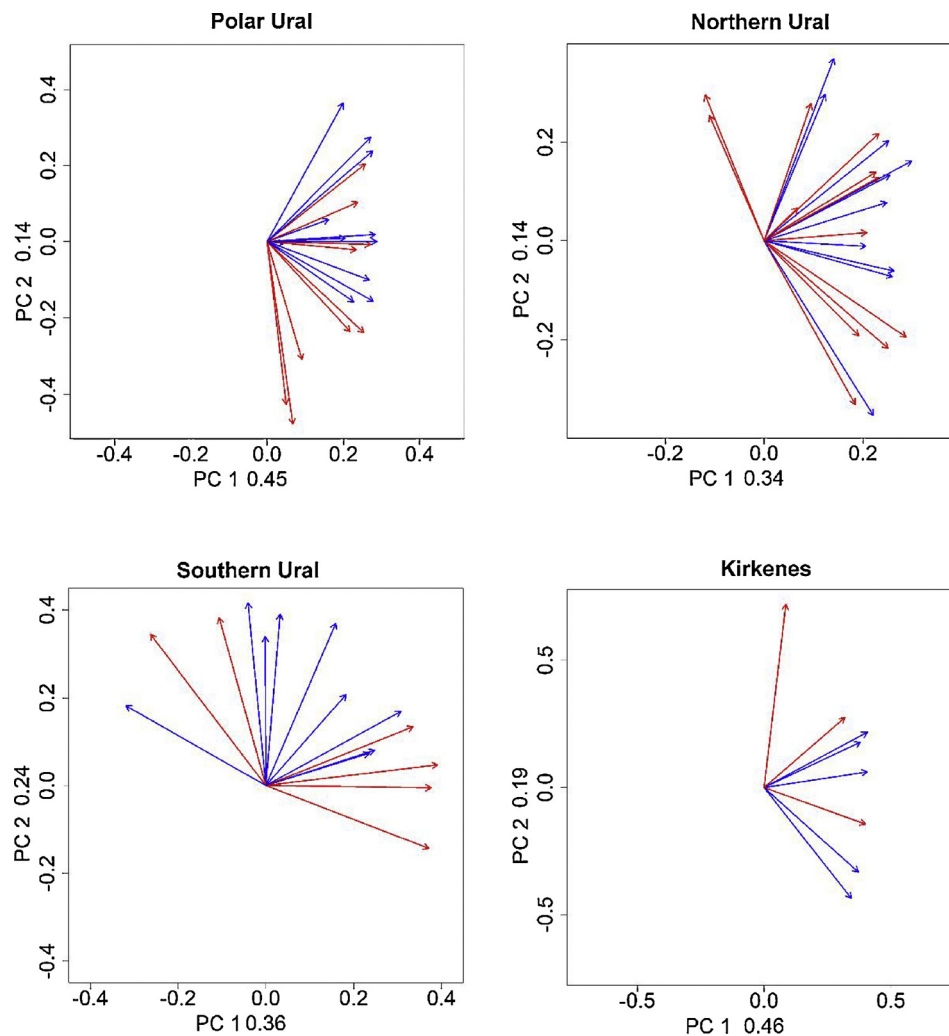 Polar Ural
0.4
0.2
0.0
-0.2
-0.4
PC 2 0.14
-0.4 -0.2 0.0 0.2 0.4
PC 1 0.45
Northern Ural
0.2
0.0
-0.2
PC 2 0.14
-0.2 0.0 0.2
PC 1 0.34
Southern Ural
0.4
0.2
0.0
-0.2
-0.4
PC 2 0.24
-0.4 -0.2 0.0 0.2 0.4
PC 1 0.36
Kirkenes
0.5
0.0
-0.5
PC 2 0.19
-0.5 0.0 0.5
PC 1 0.46